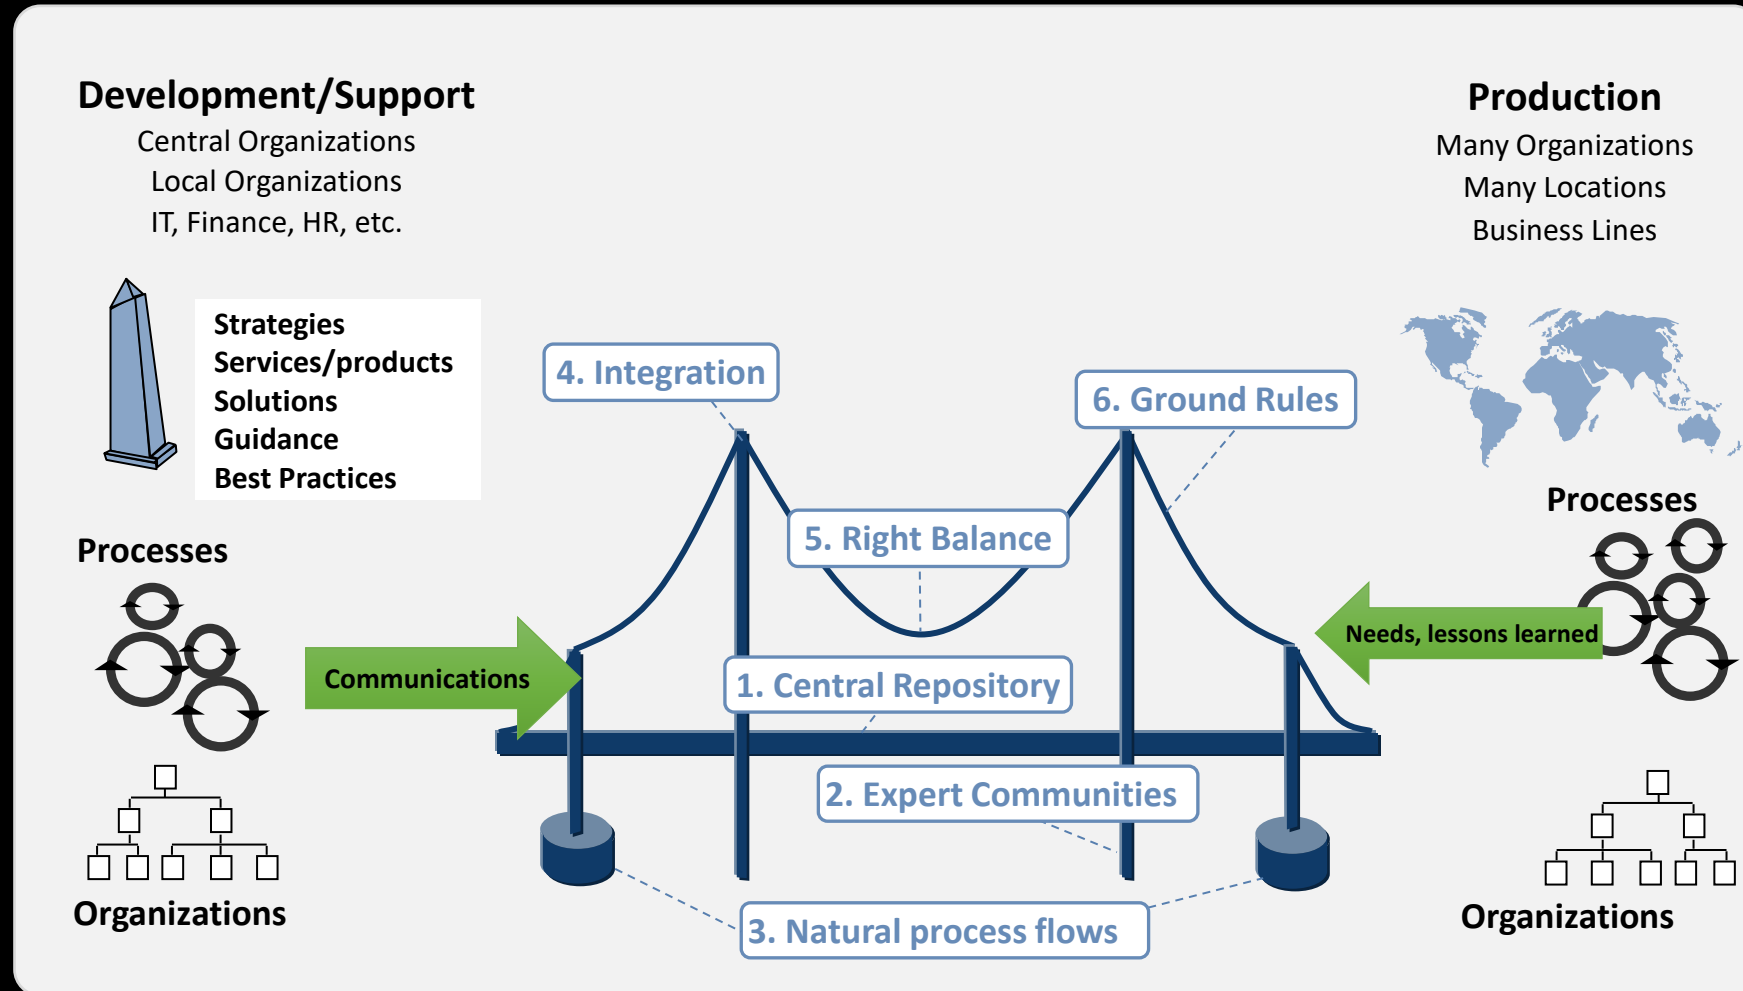 Development/Support
Central Organizations
Local Organizations
IT, Finance, HR, etc.
Production
Many Organizations
Many Locations
Business Lines
Strategies
Services/products
Solutions
Guidance
Best Practices
4. Integration
6. Ground Rules
5. Right Balance
Processes
Processes
Communications
Needs, lessons learned
1. Central Repository
2. Expert Communities
3. Natural process flows
Organizations
Organizations